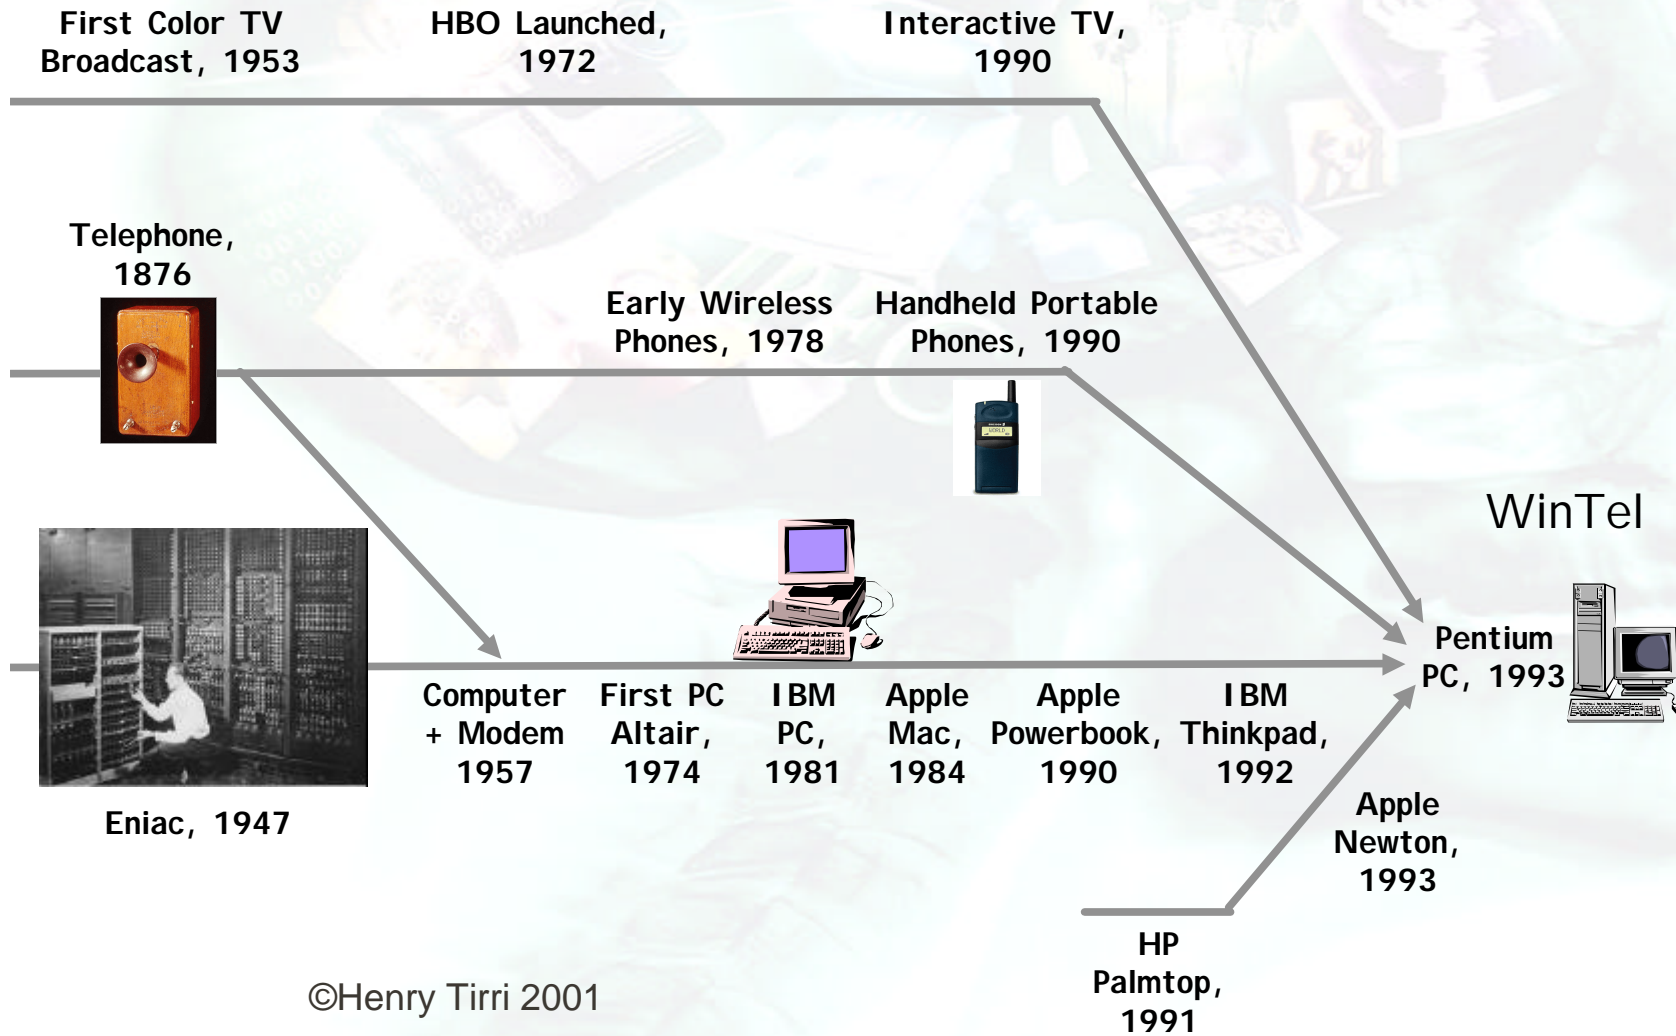 First Color TV
Broadcast, 1953
HBO Launched,
1972
Interactive TV,
1990
Telephone,
1876
Early Wireless
Phones, 1978
Handheld Portable
Phones, 1990
WORLD
WinTel
Pentium
PC, 1993
Computer
+ Modem
1957
First PC
Altair,
1974
IBM
PC,
1981
Apple
Mac,
1984
Apple
Powerbook,
1990
IBM
Thinkpad,
1992
Eniac, 1947
Apple
Newton,
1993
HP
Palmtop,
1991
©Henry Tirri 2001